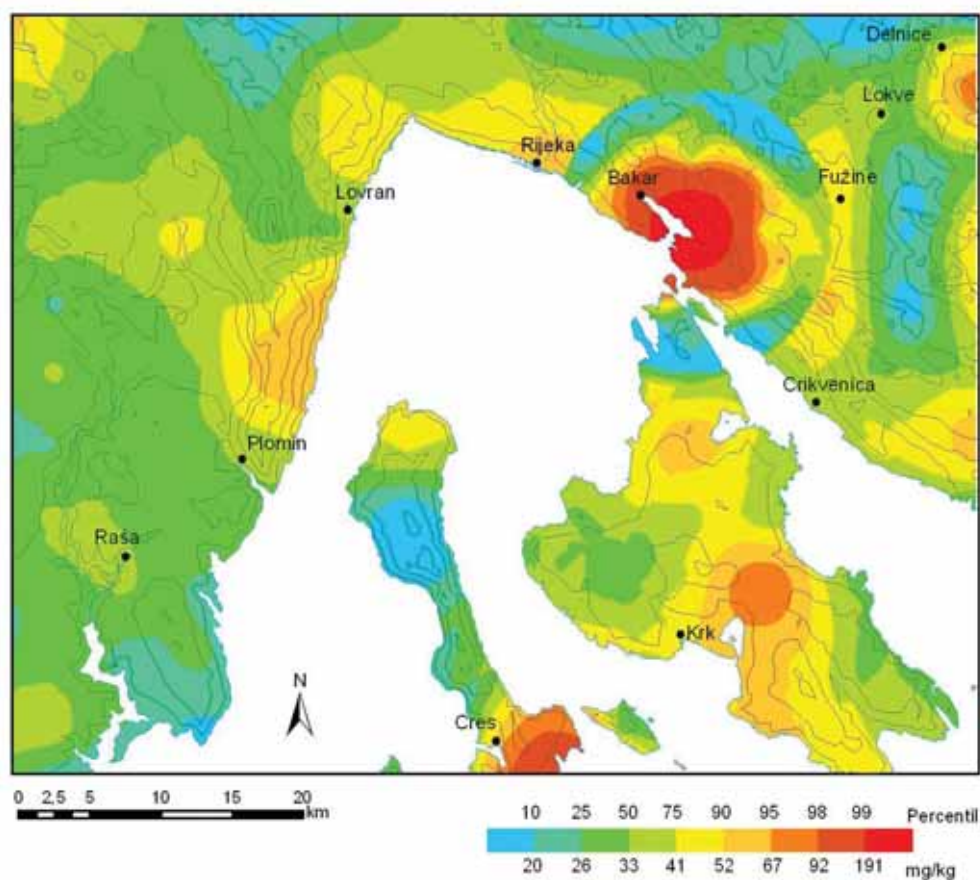 Delnice
Lokve
Rijeka
Bakar
Fužine
Lovran
Crikvenica
Plomin
Raša
Krk
N
Cres
0 2,5 5 10 15 20
km
10 25 50 75 90 95 98 99 Percentil
20 26 33 41 52 67 92 191 mg/kg